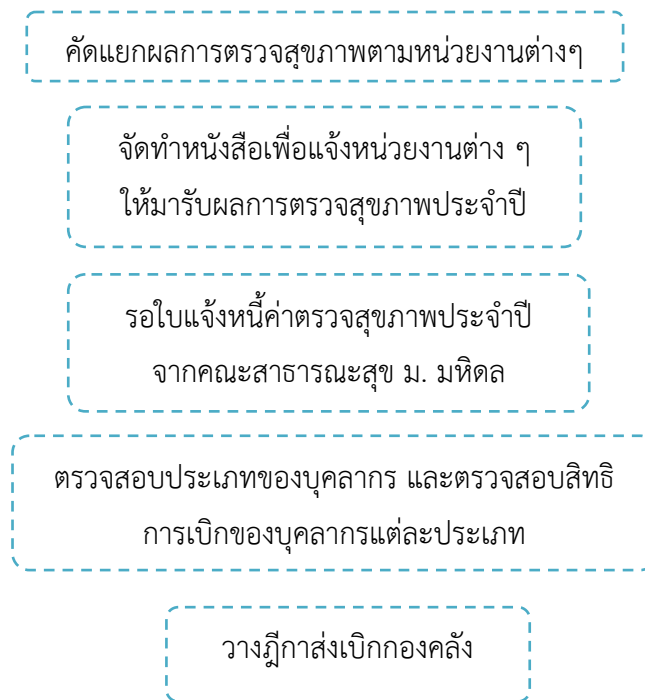 คัดแยกผลการตรวจสุขภาพตามหน่วยงานต่างๆ
จัดทำหนังสือเพื่อแจ้งหน่วยงานต่าง ๆ
ให้มารับผลการตรวจสุขภาพประจำปี
รอใบแจ้งหนี้ค่าตรวจสุขภาพประจำปี
จากคณะสาธารณะสุข ม. มหิดล
ตรวจสอบประเภทของบุคลากร และตรวจสอบสิทธิ
การเบิกของบุคลากรแต่ละประเภท
วางฎีกาส่งเบิกกองคลัง